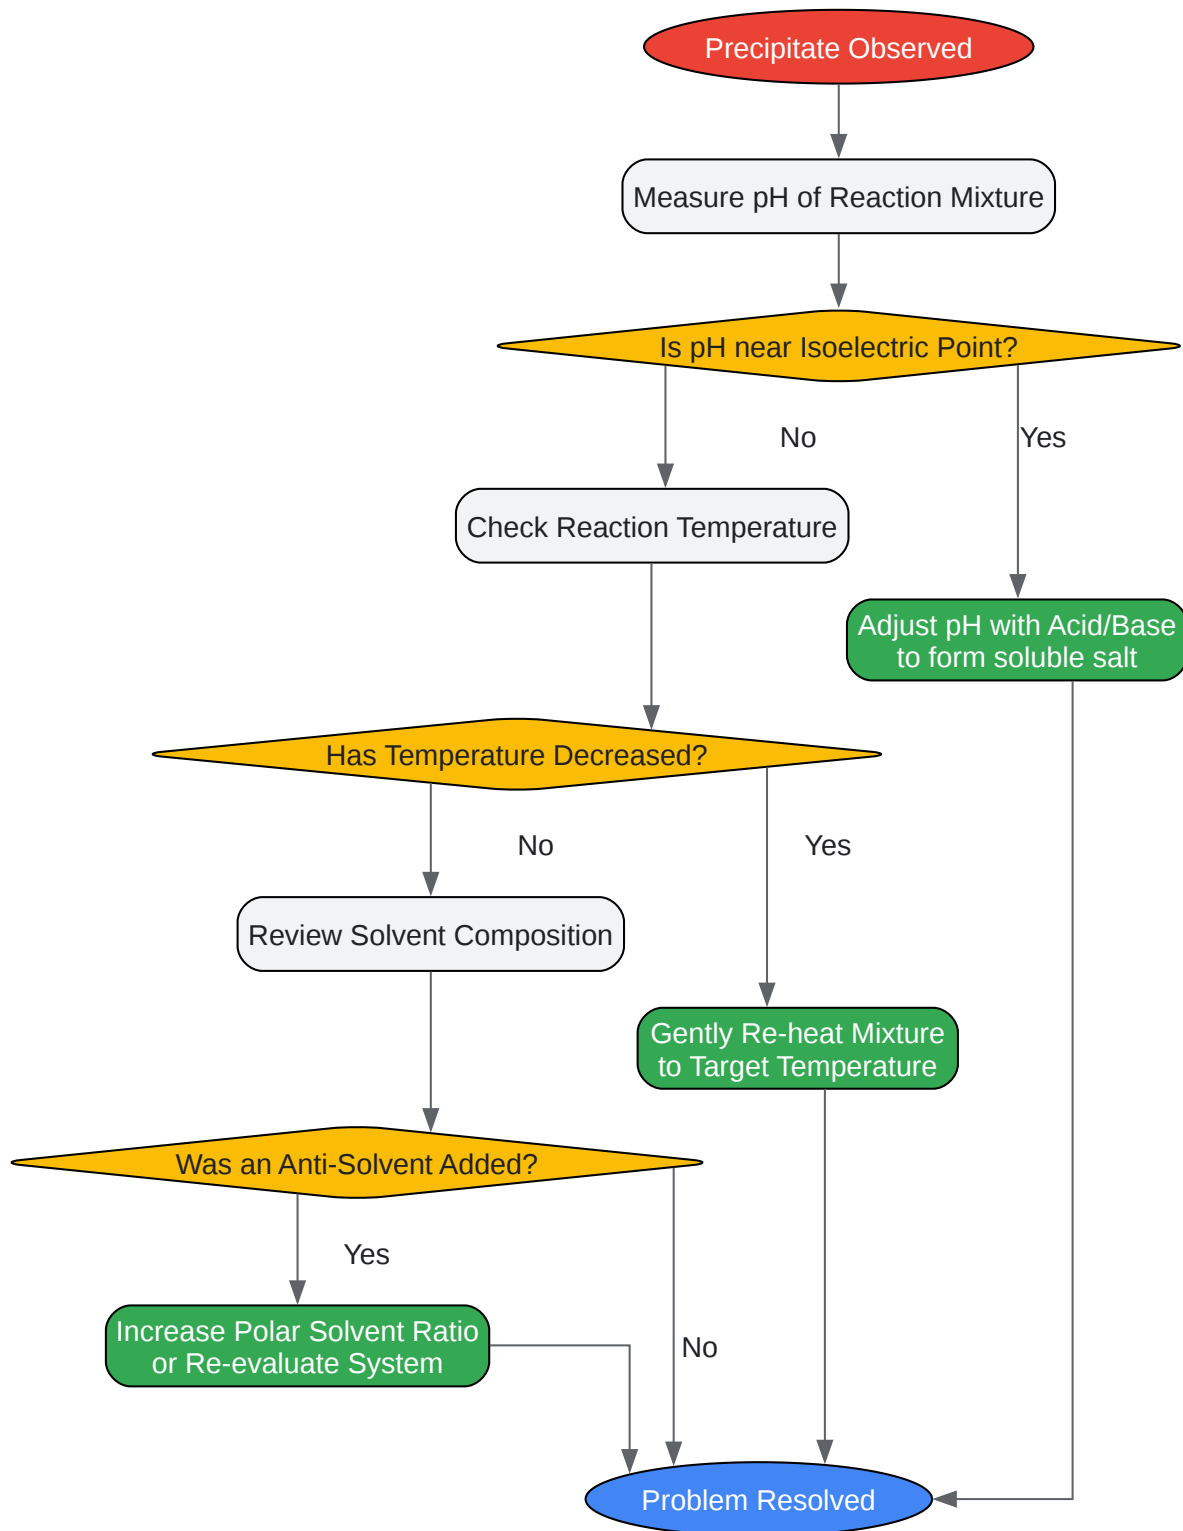 Precipitate Observed
Measure pH of Reaction Mixture
Is pH near Isoelectric Point?
No
Yes
Check Reaction Temperature
Adjust pH with Acid/Base
to form soluble salt
Has Temperature Decreased?
No
Yes
Review Solvent Composition
Gently Re-heat Mixture
to Target Temperature
Was an Anti-Solvent Added?
Yes
Increase Polar Solvent Ratio
or Re-evaluate System
No
Problem Resolved